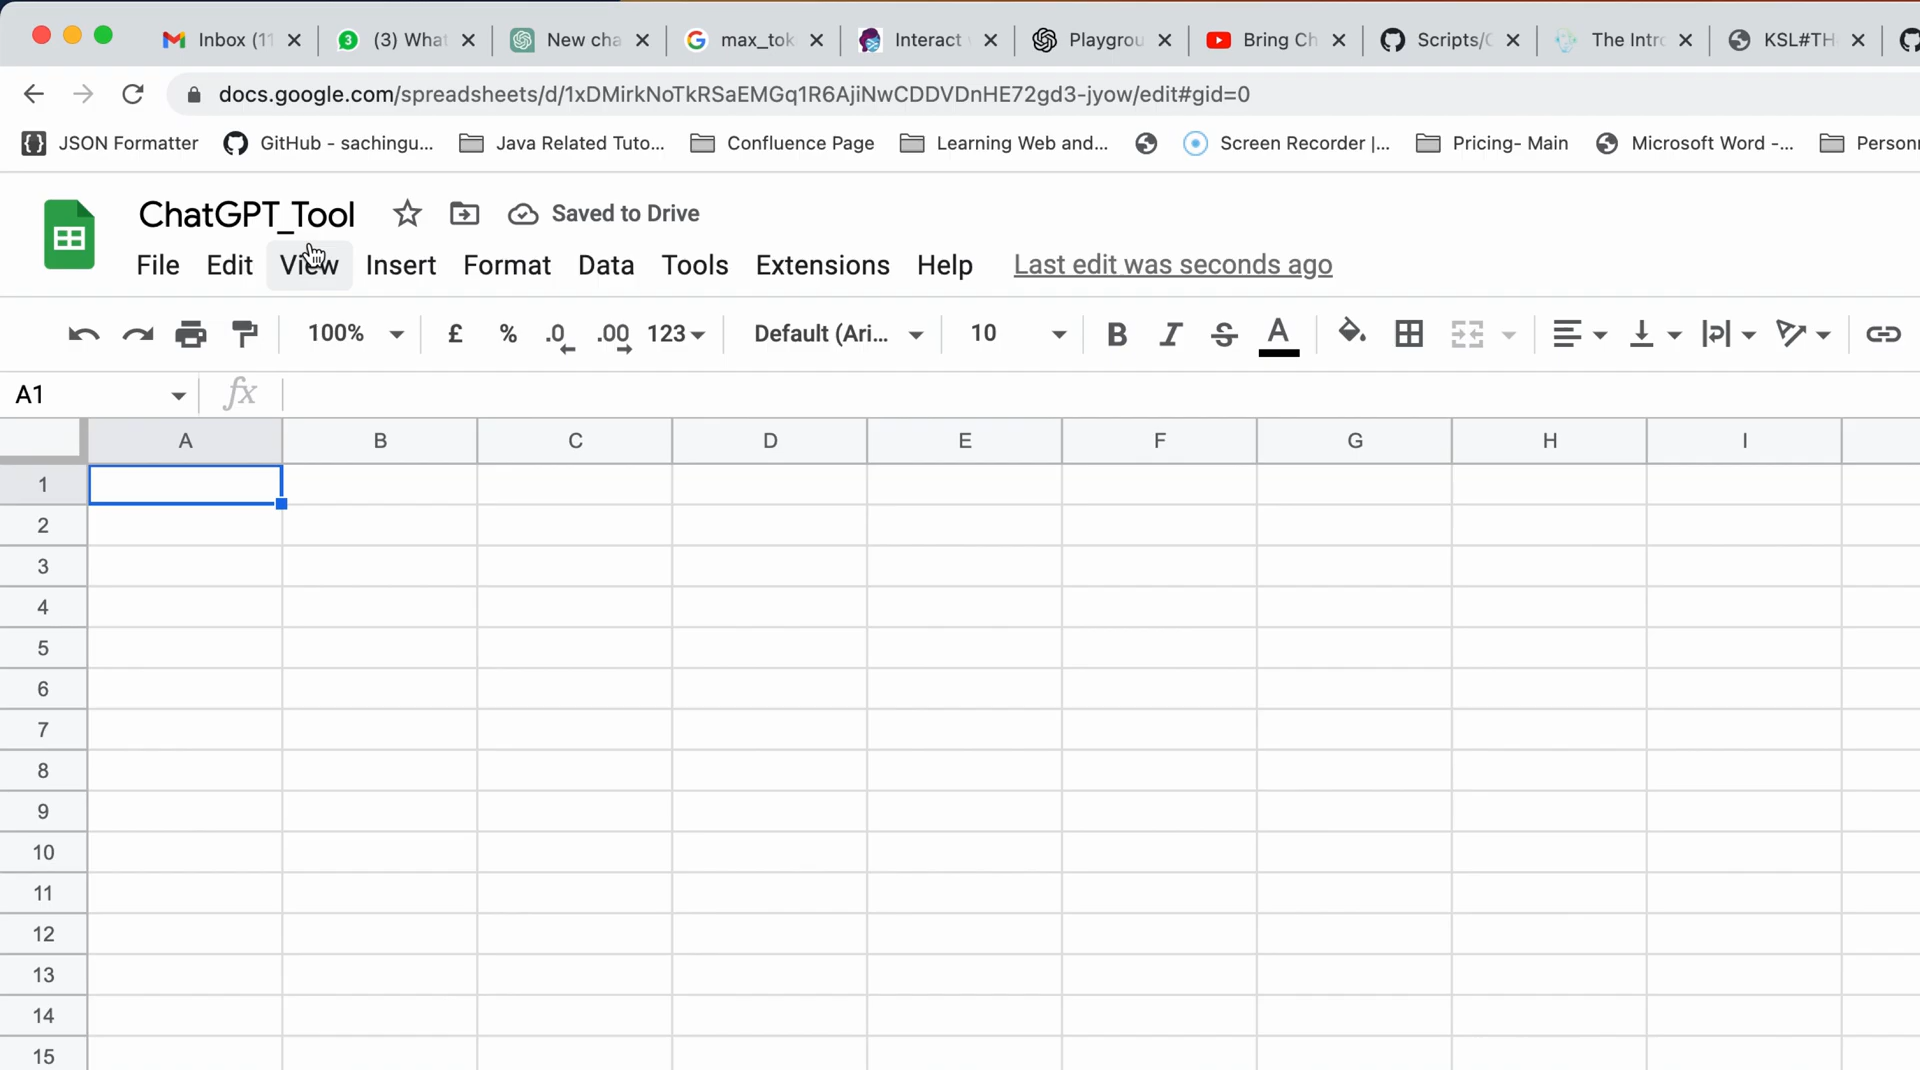 Inbox (11
3 (3) What
New cha
max_tok
Interact
Playgrou
Bring Ch
Scripts/
The Intro
KSL#TH
docs.google.com/spreadsheets/d/1xDMirkNoTkRSaEMGq1R6AjiNwCDDVDnHE72gd3-jyow/edit#gid=0
JSON Formatter GitHub - sachingu... Java Related Tuto... Confluence Page Learning Web and... Screen Recorder |... Pricing- Main Microsoft Word -... Person
ChatGPT_Tool Saved to Drive
File Edit View Insert Format Data Tools Extensions Help Last edit was seconds ago
100% £ % .0 .00 123 Default (Ari... 10 B I S A
A1 fx
A B C D E F G H I
1
2
3
4
5
6
7
8
9
10
11
12
13
14
15